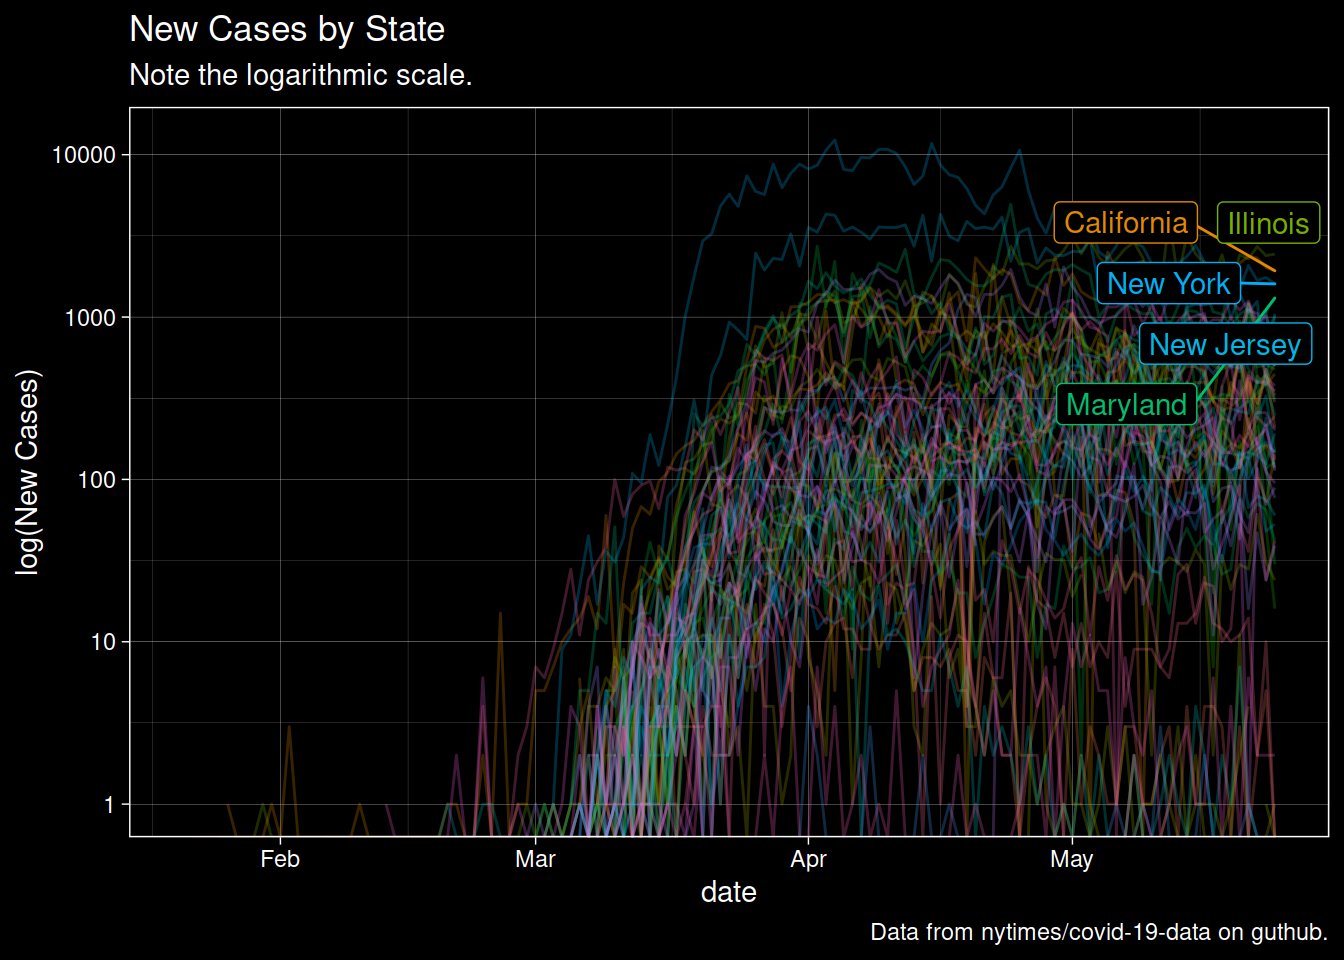 New Cases by State
Note the logarithmic scale.
10000
1000
100
10
1
log(New Cases)
California
Illinois
New York
New Jersey
Maryland
Feb
Mar
Apr
May
date
Data from nytimes/covid-19-data on guthub.